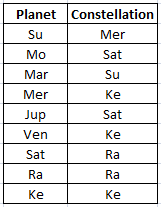 Planet Constellation
Su Mer
Mo Sat
Mar Su
Mer Ke
Jup Sat
Ven Ke
Sat Ra
Ra Ra
Ke Ke